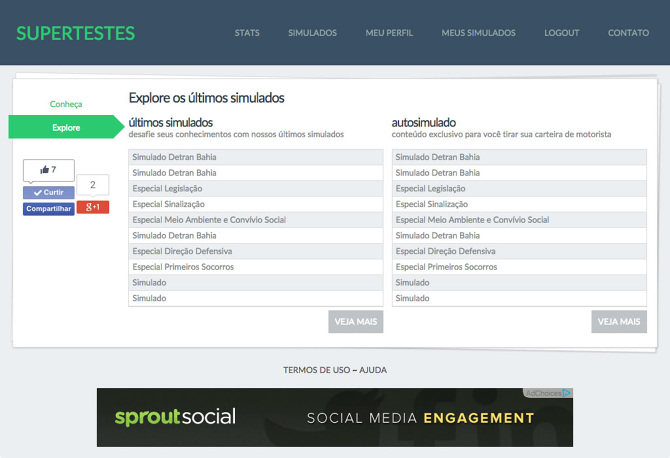 SUPERTESTES
STATS SIMULADOS MEU PERFIL MEUS SIMULADOS LOGOUT CONTATO
Conheça
Explore
7
Curtir
Compartilhar
2
g+1
Explore os últimos simulados
últimos simulados
desafie seus conhecimentos com nossos últimos simulados
Simulado Detran Bahia
Simulado Detran Bahia
Especial Legislação
Especial Sinalização
Especial Meio Ambiente e Convívio Social
Simulado Detran Bahia
Especial Direção Defensiva
Especial Primeiros Socorros
Simulado
Simulado
VEJA MAIS
autosimulado
conteúdo exclusivo para você tirar sua carteira de motorista
Simulado Detran Bahia
Simulado Detran Bahia
Especial Legislação
Especial Sinalização
Especial Meio Ambiente e Convívio Social
Simulado Detran Bahia
Especial Direção Defensiva
Especial Primeiros Socorros
Simulado
Simulado
VEJA MAIS
TERMOS DE USO ~ AJUDA
AdChoices
sproutsocial
SOCIAL MEDIA ENGAGEMENT